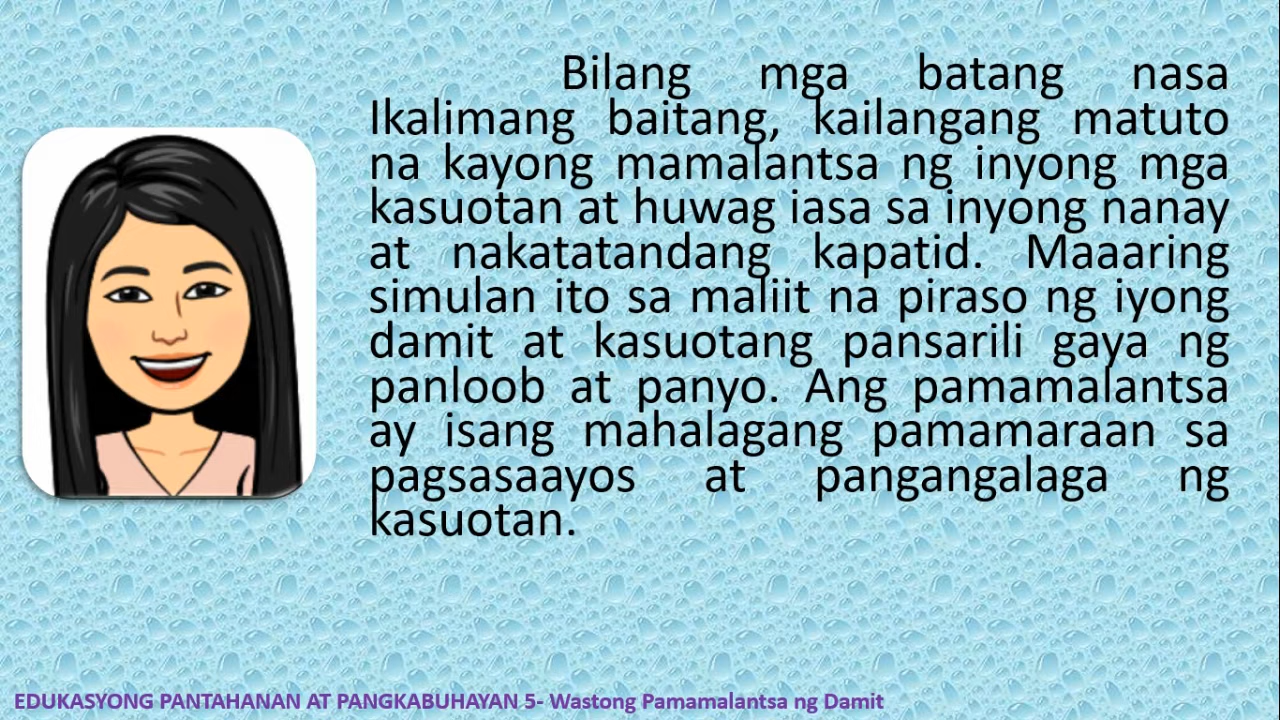 Bilang mga batang nasa
Ikalimang baitang, kailangang matuto
na kayong mamalantsa ng inyong mga
kasuotan at huwag iasa sa inyong nanay
at nakatatandang kapatid. Maaaring
simulan ito sa maliit na piraso ng iyong
damit at kasuotang pansarili gaya ng
panloob at panyo. Ang pamamalantsa
ay isang mahalagang pamamaraan sa
pagsasaayos at pangangalaga ng
kasuotan.
EDUKASYONG PANTAHANAN AT PANGKABUHAYAN 5- Wastong Pamamalantsa ng Damit